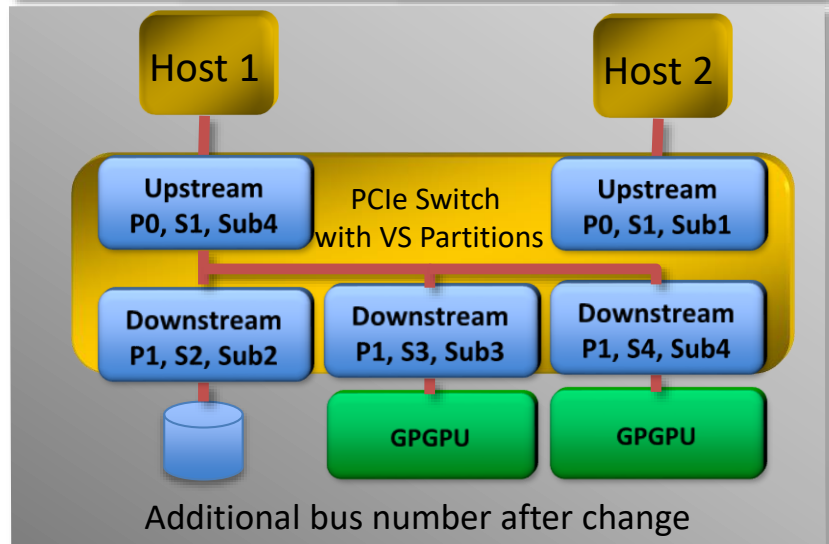 Host 1
Host 2
Upstream
P0, S1, Sub4
PCIe Switch
with VS Partitions
Upstream
P0, S1, Sub1
Downstream
P1, S2, Sub2
Downstream
P1, S3, Sub3
Downstream
P1, S4, Sub4
GPGPU
GPGPU
Additional bus number after change